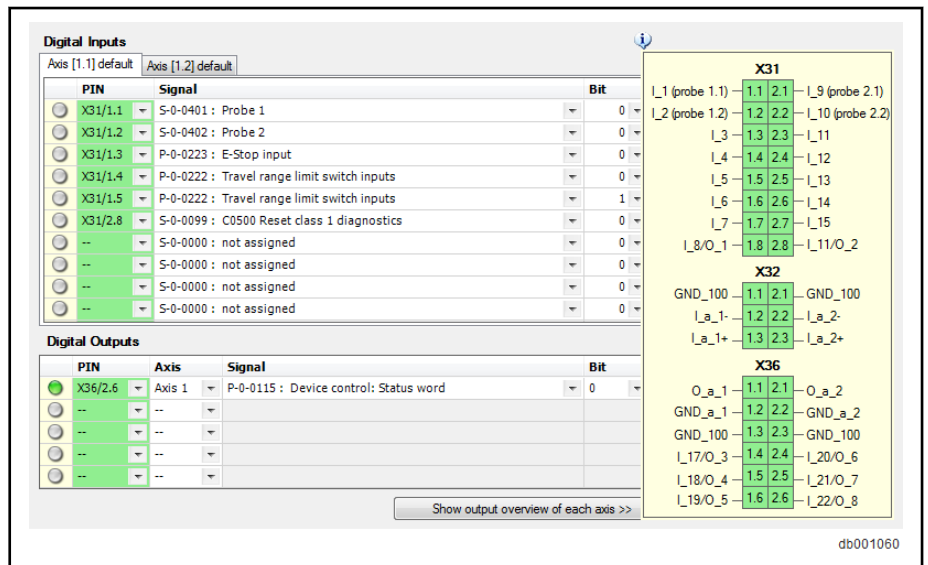 Digital Inputs
Axis [1.1] default Axis [1.2] default
PIN Signal Bit
X31/1.1 S-0-0401 : Probe 1 0
X31/1.2 S-0-0402 : Probe 2 0
X31/1.3 P-0-0223 : E-Stop input 0
X31/1.4 P-0-0222 : Travel range limit switch inputs 0
X31/1.5 P-0-0222 : Travel range limit switch inputs 1
X31/2.8 S-0-0099 : C0500 Reset class 1 diagnostics 0
-- S-0-0000 : not assigned 0
-- S-0-0000 : not assigned 0
-- S-0-0000 : not assigned 0
-- S-0-0000 : not assigned 0
Digital Outputs
PIN Axis Signal Bit
X36/2.6 Axis 1 P-0-0115 : Device control: Status word 0
-- --
-- --
-- --
-- --
Show output overview of each axis >>
i
X31
I_1 (probe 1.1) 1.1 2.1 I_9 (probe 2.1)
I_2 (probe 1.2) 1.2 2.2 I_10 (probe 2.2)
I_3 1.3 2.3 I_11
I_4 1.4 2.4 I_12
I_5 1.5 2.5 I_13
I_6 1.6 2.6 I_14
I_7 1.7 2.7 I_15
I_8/O_1 1.8 2.8 I_11/O_2
X32
GND_100 1.1 2.1 GND_100
I_a_1- 1.2 2.2 I_a_2-
I_a_1+ 1.3 2.3 I_a_2+
X36
O_a_1 1.1 2.1 O_a_2
GND_a_1 1.2 2.2 GND_a_2
GND_100 1.3 2.3 GND_100
I_17/O_3 1.4 2.4 I_20/O_6
I_18/O_4 1.5 2.5 I_21/O_7
I_19/O_5 1.6 2.6 I_22/O_8
db001060